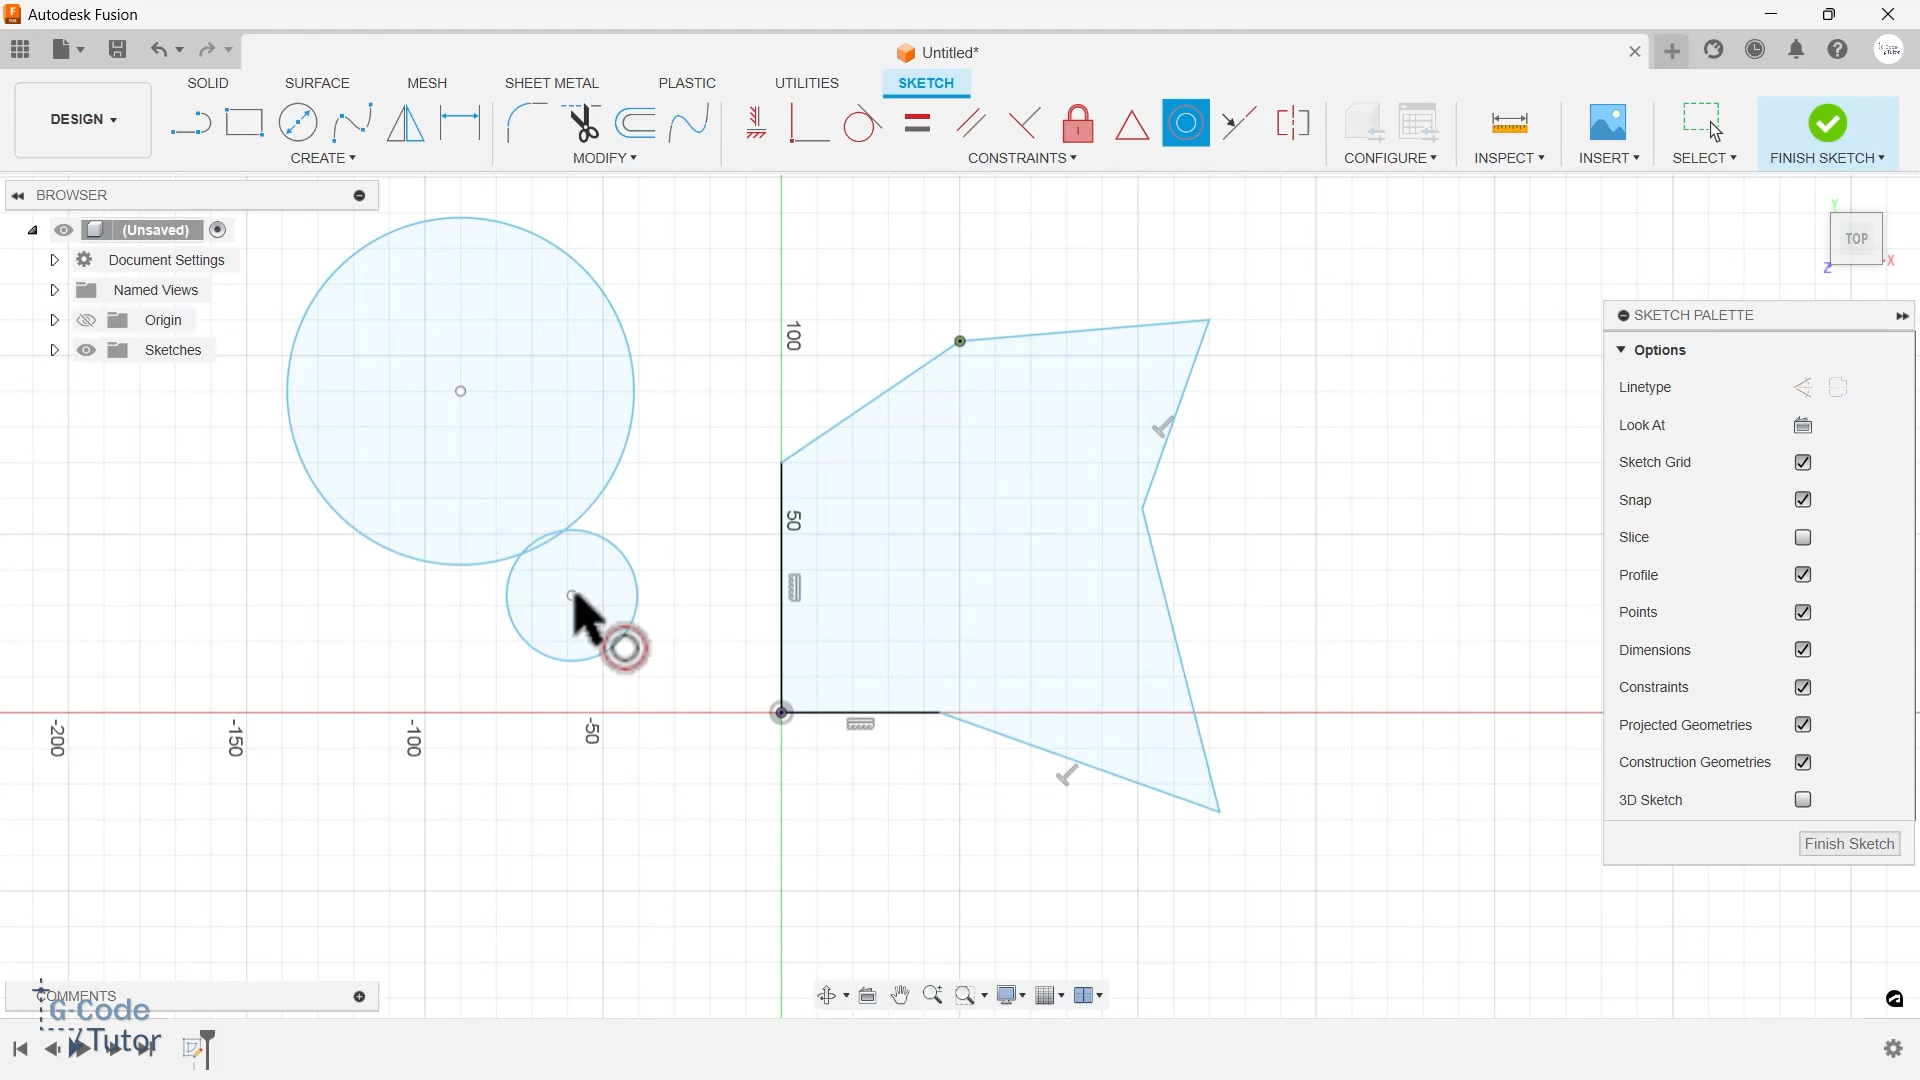 Autodesk Fusion
Untitled*
SOLID SURFACE MESH SHEET METAL PLASTIC UTILITIES SKETCH
DESIGN
CREATE MODIFY CONSTRAINTS CONFIGURE INSPECT INSERT SELECT FINISH SKETCH
BROWSER
(Unsaved)
Document Settings
Named Views
Origin
Sketches
TOP
Y
X
Z
100
50
-200
-150
-100
-50
SKETCH PALETTE
Options
Linetype
Look At
Sketch Grid
Snap
Slice
Profile
Points
Dimensions
Constraints
Projected Geometries
Construction Geometries
3D Sketch
Finish Sketch
COMMENTS
G-Code
Tutor